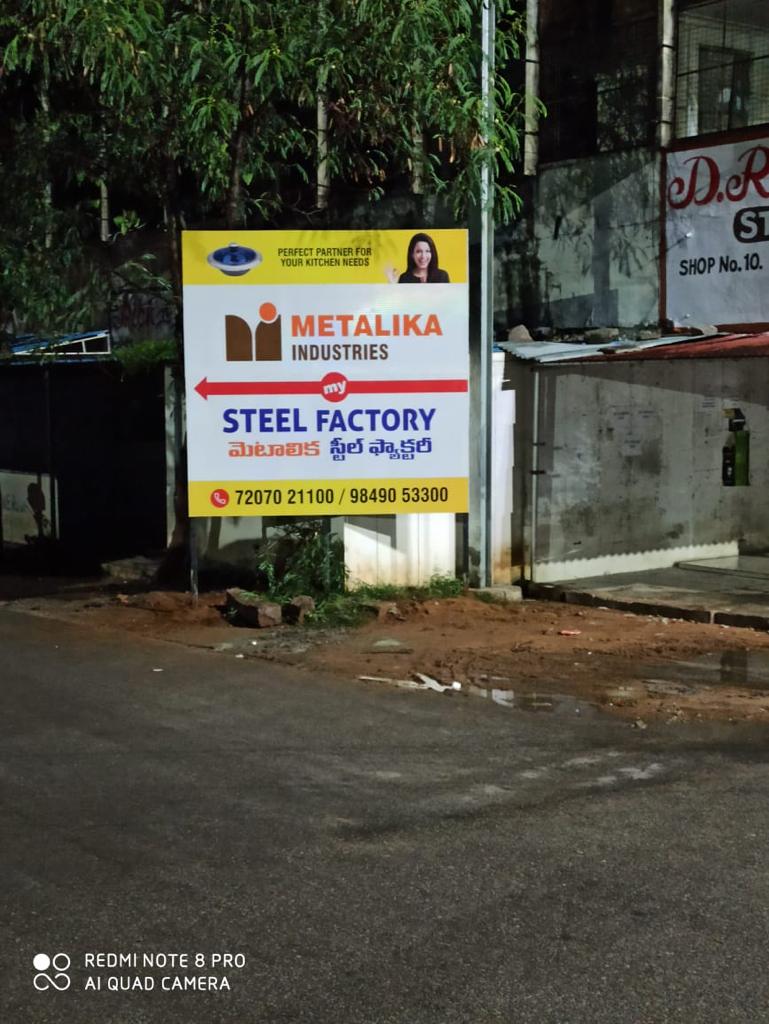 PERFECT PARTNER FOR
YOUR KITCHEN NEEDS
METALIKA
INDUSTRIES
my
STEEL FACTORY
మెటాలిక స్టీల్ ఫ్యాక్టరీ
72070 21100 / 98490 53300
D.R
ST
SHOP No. 10.
REDMI NOTE 8 PRO
AI QUAD CAMERA